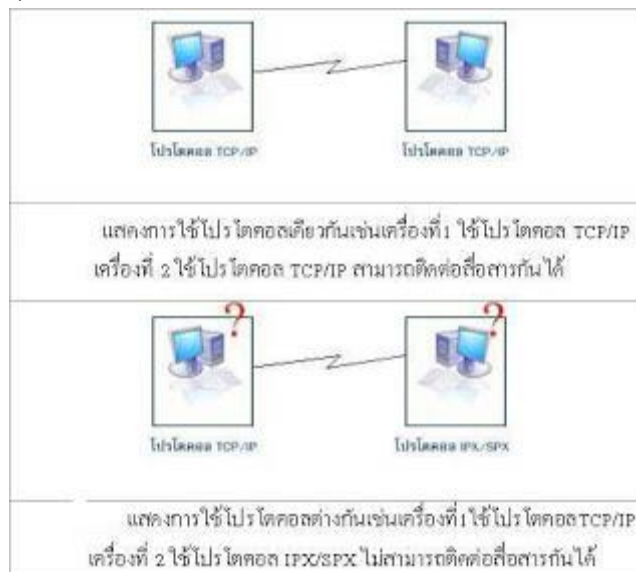 โปรโตคอล TCP/IP
โปรโตคอล TCP/IP
แสดงการใช้โปรโตคอลเดียวกันเช่นเครื่องที่1 ใช้โปรโตคอล TCP/IP
เครื่องที่ 2 ใช้โปรโตคอล TCP/IP สามารถติดต่อสื่อสารกันได้
?
?
โปรโตคอล TCP/IP
โปรโตคอล IPX/SPX
แสดงการใช้โปรโตคอลต่างกันเช่นเครื่องที่1ใช้โปรโตคอลTCP/IP
เครื่องที่ 2 ใช้โปรโตคอล IPX/SPX ไม่สามารถติดต่อสื่อสารกันได้